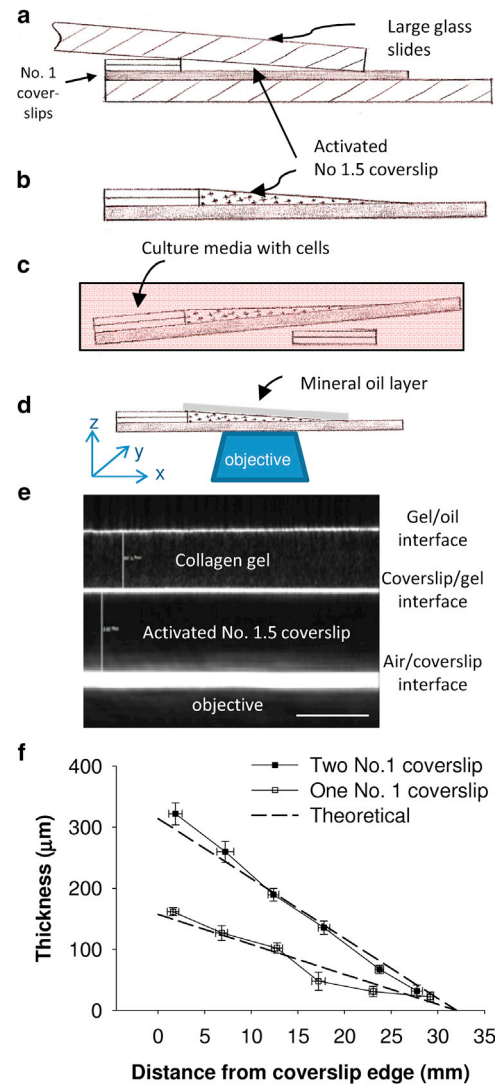 a
Large glass
slides
No. 1
cover-
slips
Activated
No 1.5 coverslip
b
Culture media with cells
c
Mineral oil layer
d
z
y
x
objective
e
Gel/oil
interface
Collagen gel
Coverslip/gel
interface
Activated No. 1.5 coverslip
Air/coverslip
interface
objective
f
Two No.1 coverslip
One No. 1 coverslip
Theoretical
400
300
200
100
0
Thickness (µm)
0 5 10 15 20 25 30 35
Distance from coverslip edge (mm)